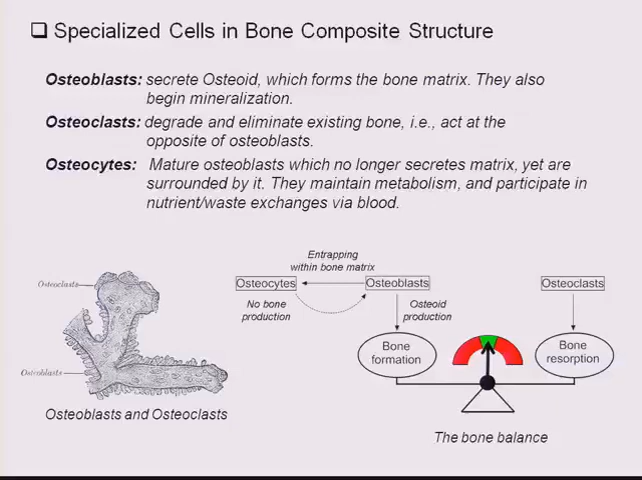 ❑ Specialized Cells in Bone Composite Structure
Osteoblasts: secrete Osteoid, which forms the bone matrix. They also
begin mineralization.
Osteoclasts: degrade and eliminate existing bone, i.e., act at the
opposite of osteoblasts.
Osteocytes: Mature osteoblasts which no longer secretes matrix, yet are
surrounded by it. They maintain metabolism, and participate in
nutrient/waste exchanges via blood.
Osteoclasts
Osteoblasts
Osteoblasts and Osteoclasts
Entrapping
within bone matrix
Osteocytes
Osteoblasts
Osteoclasts
No bone
production
Osteoid
production
Bone
formation
Bone
resorption
The bone balance